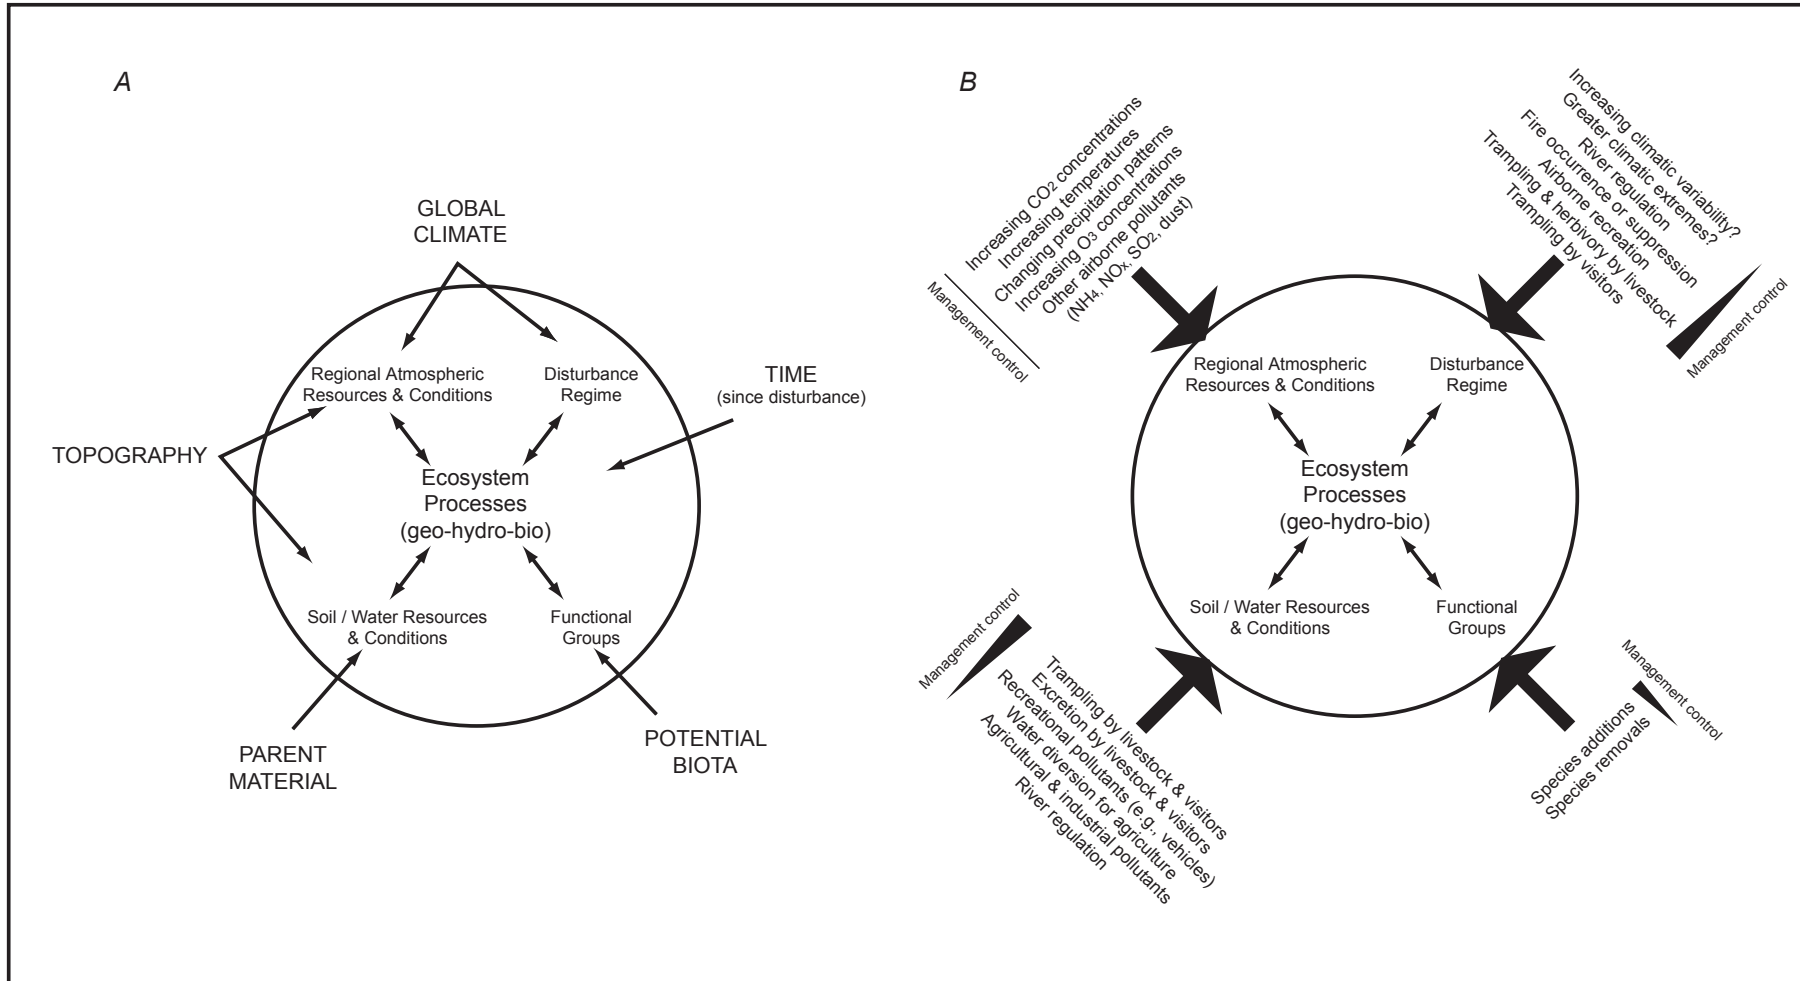 A
GLOBAL
CLIMATE
Regional Atmospheric
Resources & Conditions
Disturbance
Regime
TIME
(since disturbance)
TOPOGRAPHY
Ecosystem
Processes
(geo-hydro-bio)
Soil / Water Resources
& Conditions
Functional
Groups
PARENT
MATERIAL
POTENTIAL
BIOTA
B
Increasing CO2 concentrations
Increasing temperatures
Changing precipitation patterns
Increasing O3 concentrations
Other airborne pollutants
(NH4, NOx, SO2, dust)
Management control
Increasing climatic variability?
Greater climatic extremes?
River regulation
Fire occurrence or suppression
Airborne recreation
Trampling & herbivory by livestock
Trampling by visitors
Management control
Regional Atmospheric
Resources & Conditions
Disturbance
Regime
Ecosystem
Processes
(geo-hydro-bio)
Soil / Water Resources
& Conditions
Functional
Groups
Management control
Trampling by livestock & visitors
Excretion by livestock & visitors
Recreational pollutants (e.g., vehicles)
Water diversion for agriculture
Agricultural & industrial pollutants
River regulation
Management control
Species additions
Species removals